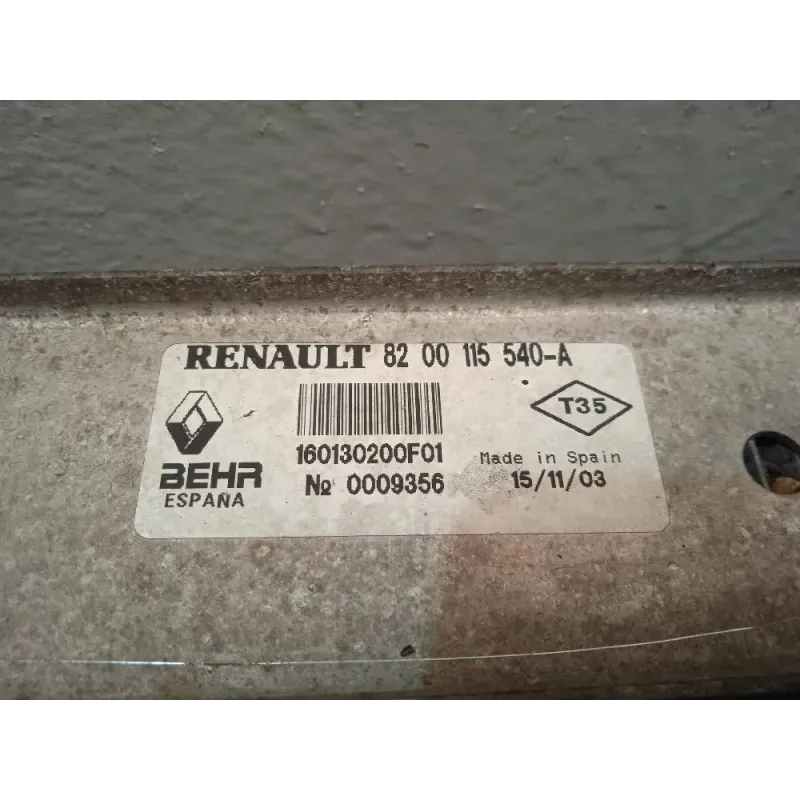 RENAULT 82 00 115 540-A
T35
160130200F01
BEHR
ESPAÑA
№ 0009356
Made in Spain
15/11/03